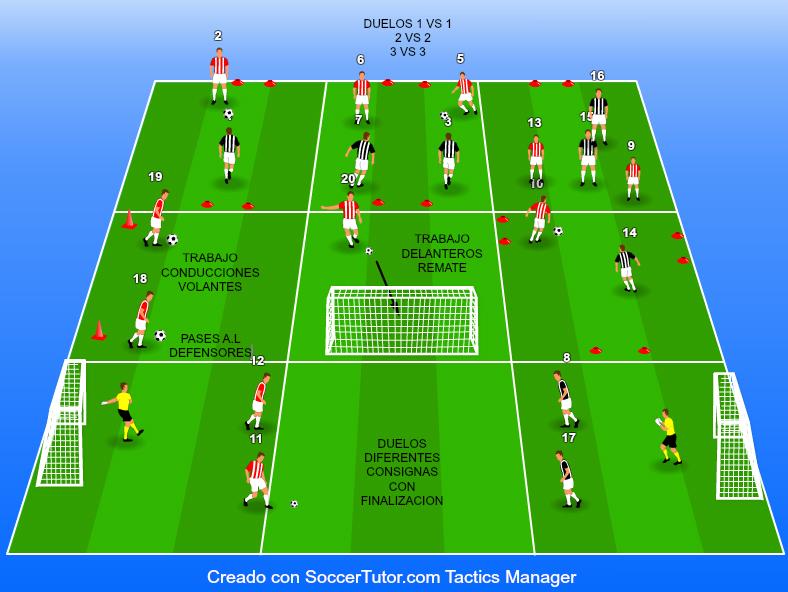 DUELOS 1 VS 1
2 VS 2
3 VS 3
2
6
5
16
7
3
13
15
9
19
20
10
14
TRABAJO
CONDUCCIONES
VOLANTES
TRABAJO
DELANTEROS
REMATE
18
PASES A.L
DEFENSORES
12
8
11
17
DUELOS
DIFERENTES
CONSIGNAS
CON
FINALIZACION
Creado con SoccerTutor.com Tactics Manager